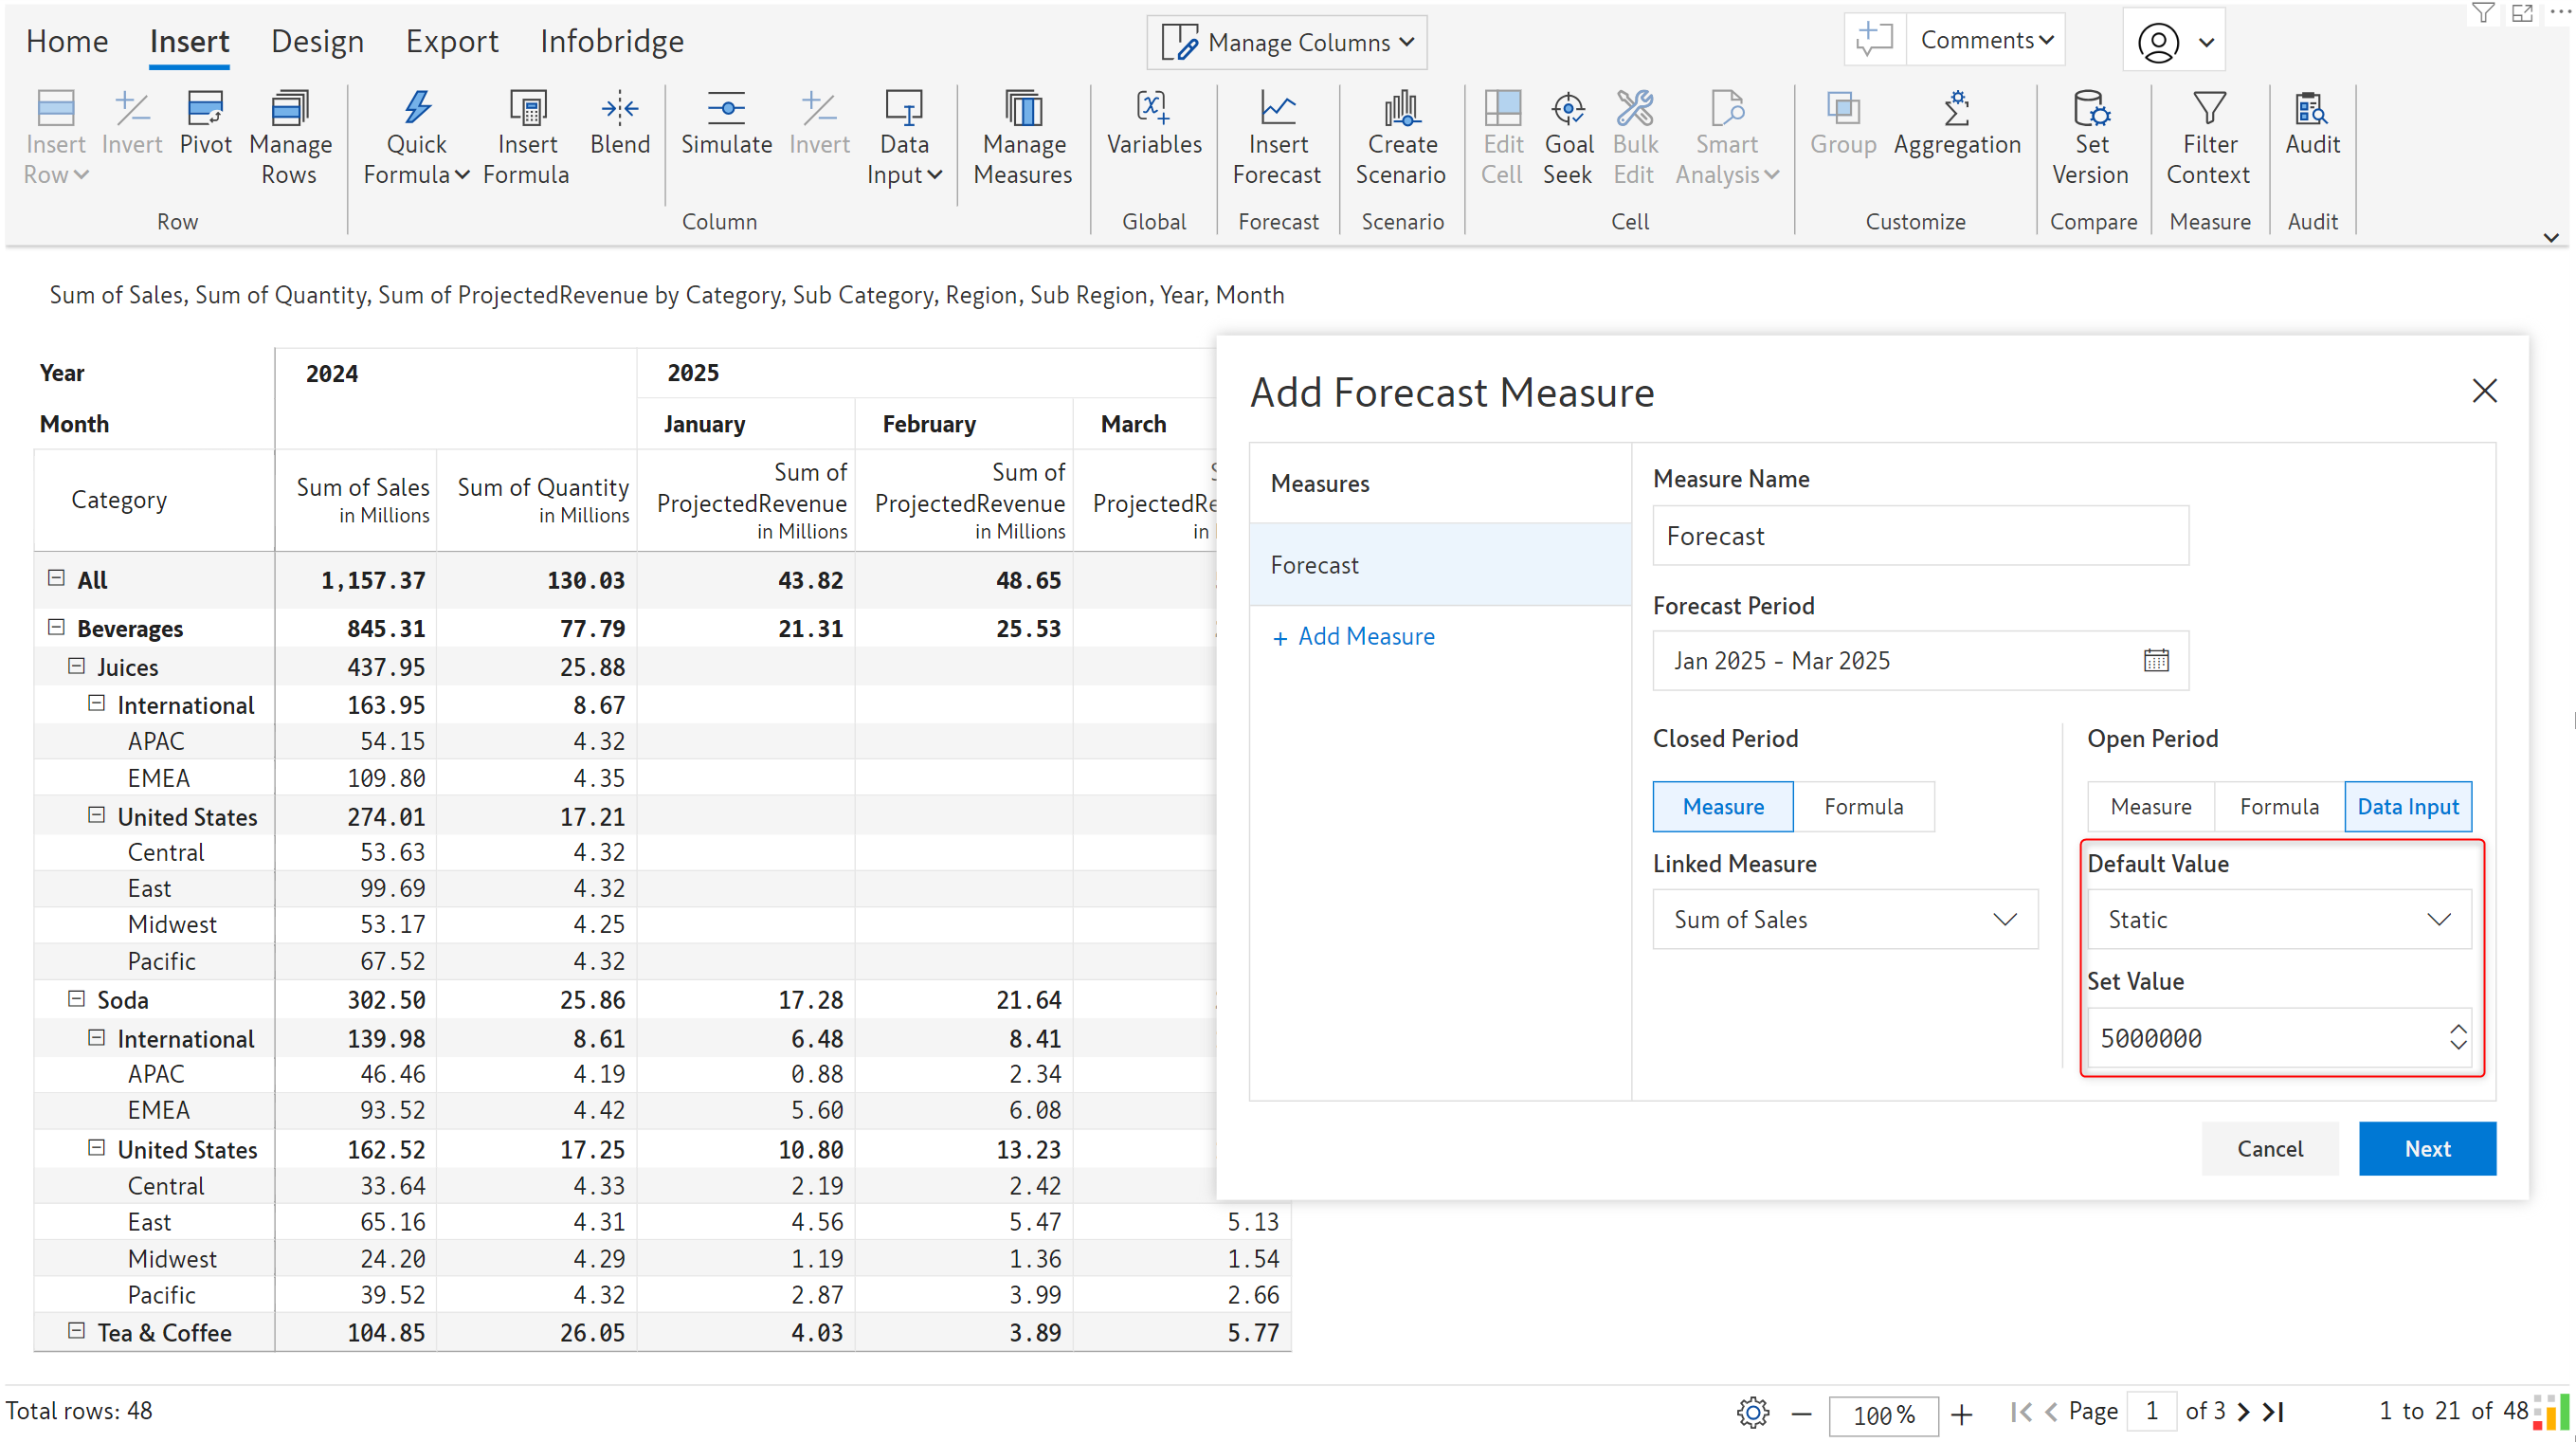 Home Insert Design Export Infobridge Manage Columns Comments
Insert Row Invert Pivot Manage Rows Quick Formula Insert Formula Blend Simulate Invert Data Input Manage Measures Variables Insert Forecast Create Scenario Edit Cell Goal Seek Bulk Edit Smart Analysis Group Aggregation Set Version Filter Context Audit
Row Column Global Forecast Scenario Cell Customize Compare Measure Audit
Sum of Sales, Sum of Quantity, Sum of ProjectedRevenue by Category, Sub Category, Region, Sub Region, Year, Month
Year 2024 2025
Month January February March
Category Sum of Sales in Millions Sum of Quantity in Millions Sum of ProjectedRevenue in Millions Sum of ProjectedRevenue in Millions
All 1,157.37 130.03 43.82 48.65
Beverages 845.31 77.79 21.31 25.53
Juices 437.95 25.88
International 163.95 8.67
APAC 54.15 4.32
EMEA 109.80 4.35
United States 274.01 17.21
Central 53.63 4.32
East 99.69 4.32
Midwest 53.17 4.25
Pacific 67.52 4.32
Soda 302.50 25.86 17.28 21.64
International 139.98 8.61 6.48 8.41
APAC 46.46 4.19 0.88 2.34
EMEA 93.52 4.42 5.60 6.08
United States 162.52 17.25 10.80 13.23
Central 33.64 4.33 2.19 2.42
East 65.16 4.31 4.56 5.47 5.13
Midwest 24.20 4.29 1.19 1.36 1.54
Pacific 39.52 4.32 2.87 3.99 2.66
Tea & Coffee 104.85 26.05 4.03 3.89 5.77
Add Forecast Measure
Measures
Forecast
+ Add Measure
Measure Name
Forecast
Forecast Period
Jan 2025 - Mar 2025
Closed Period
Measure Formula
Linked Measure
Sum of Sales
Open Period
Measure Formula Data Input
Default Value
Static
Set Value
5000000
Cancel Next
Total rows: 48 100% Page 1 of 3 1 to 21 of 48